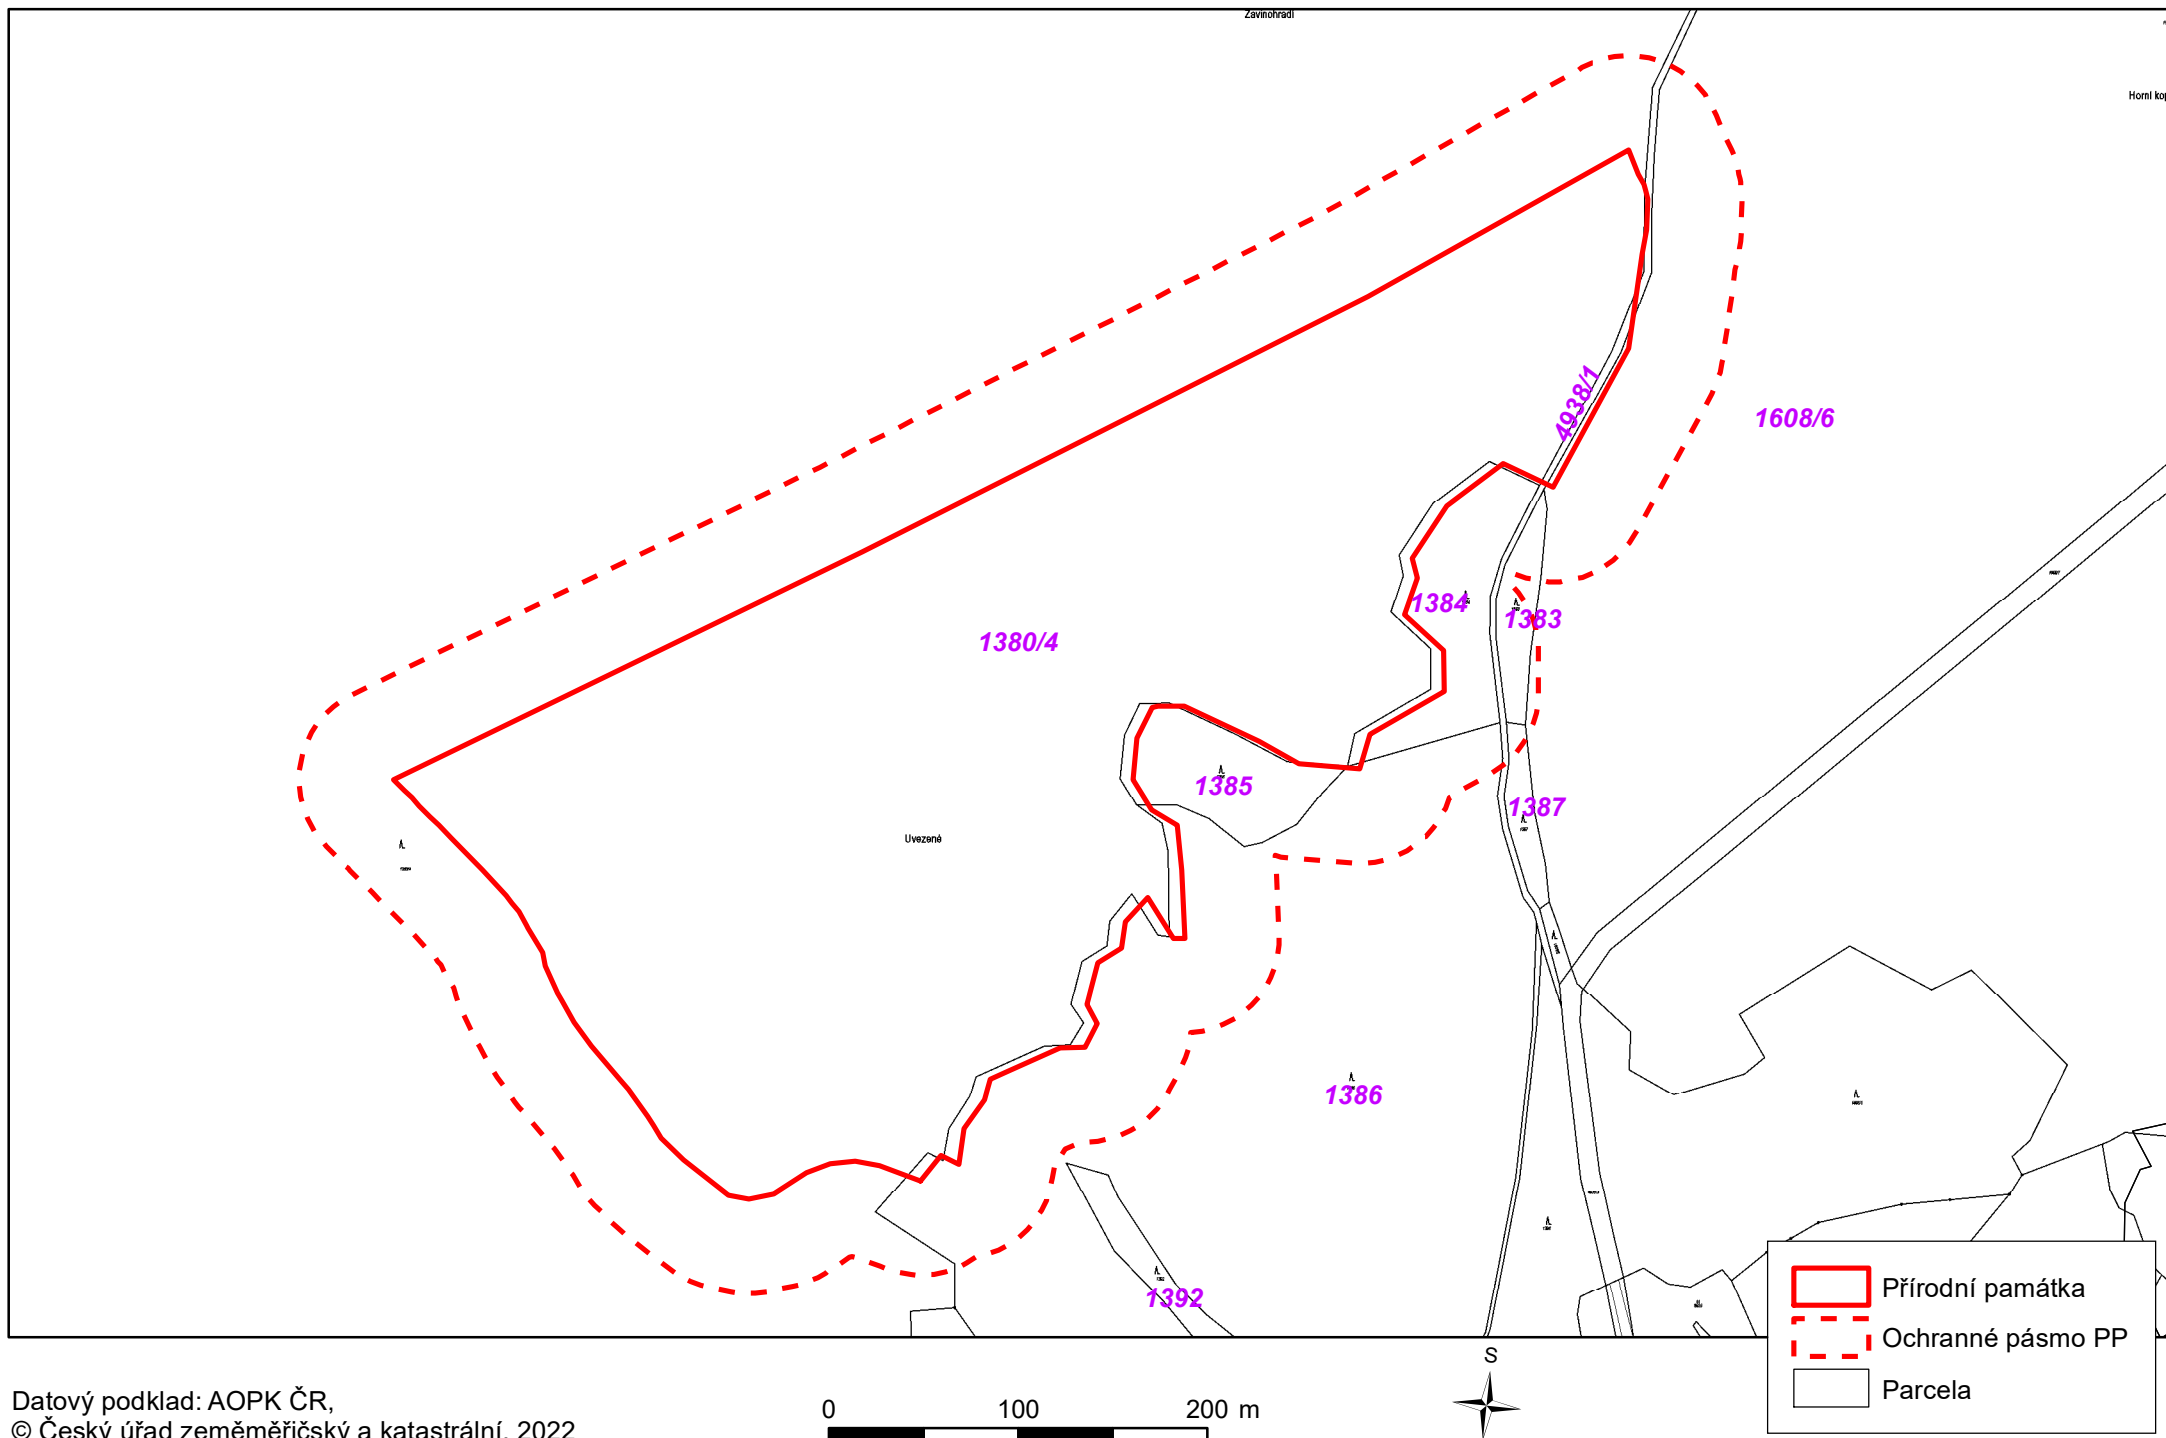 Zavinohradí
4938/1
1608/6
1384
1383
1380/4
1385
1387
Uvezené
1386
1392
Přírodní památka
Ochranné pásmo PP
Parcela
S
Datový podklad: AOPK ČR,
© Český úřad zeměměřičský a katastrální, 2022
0 100 200 m
Horní